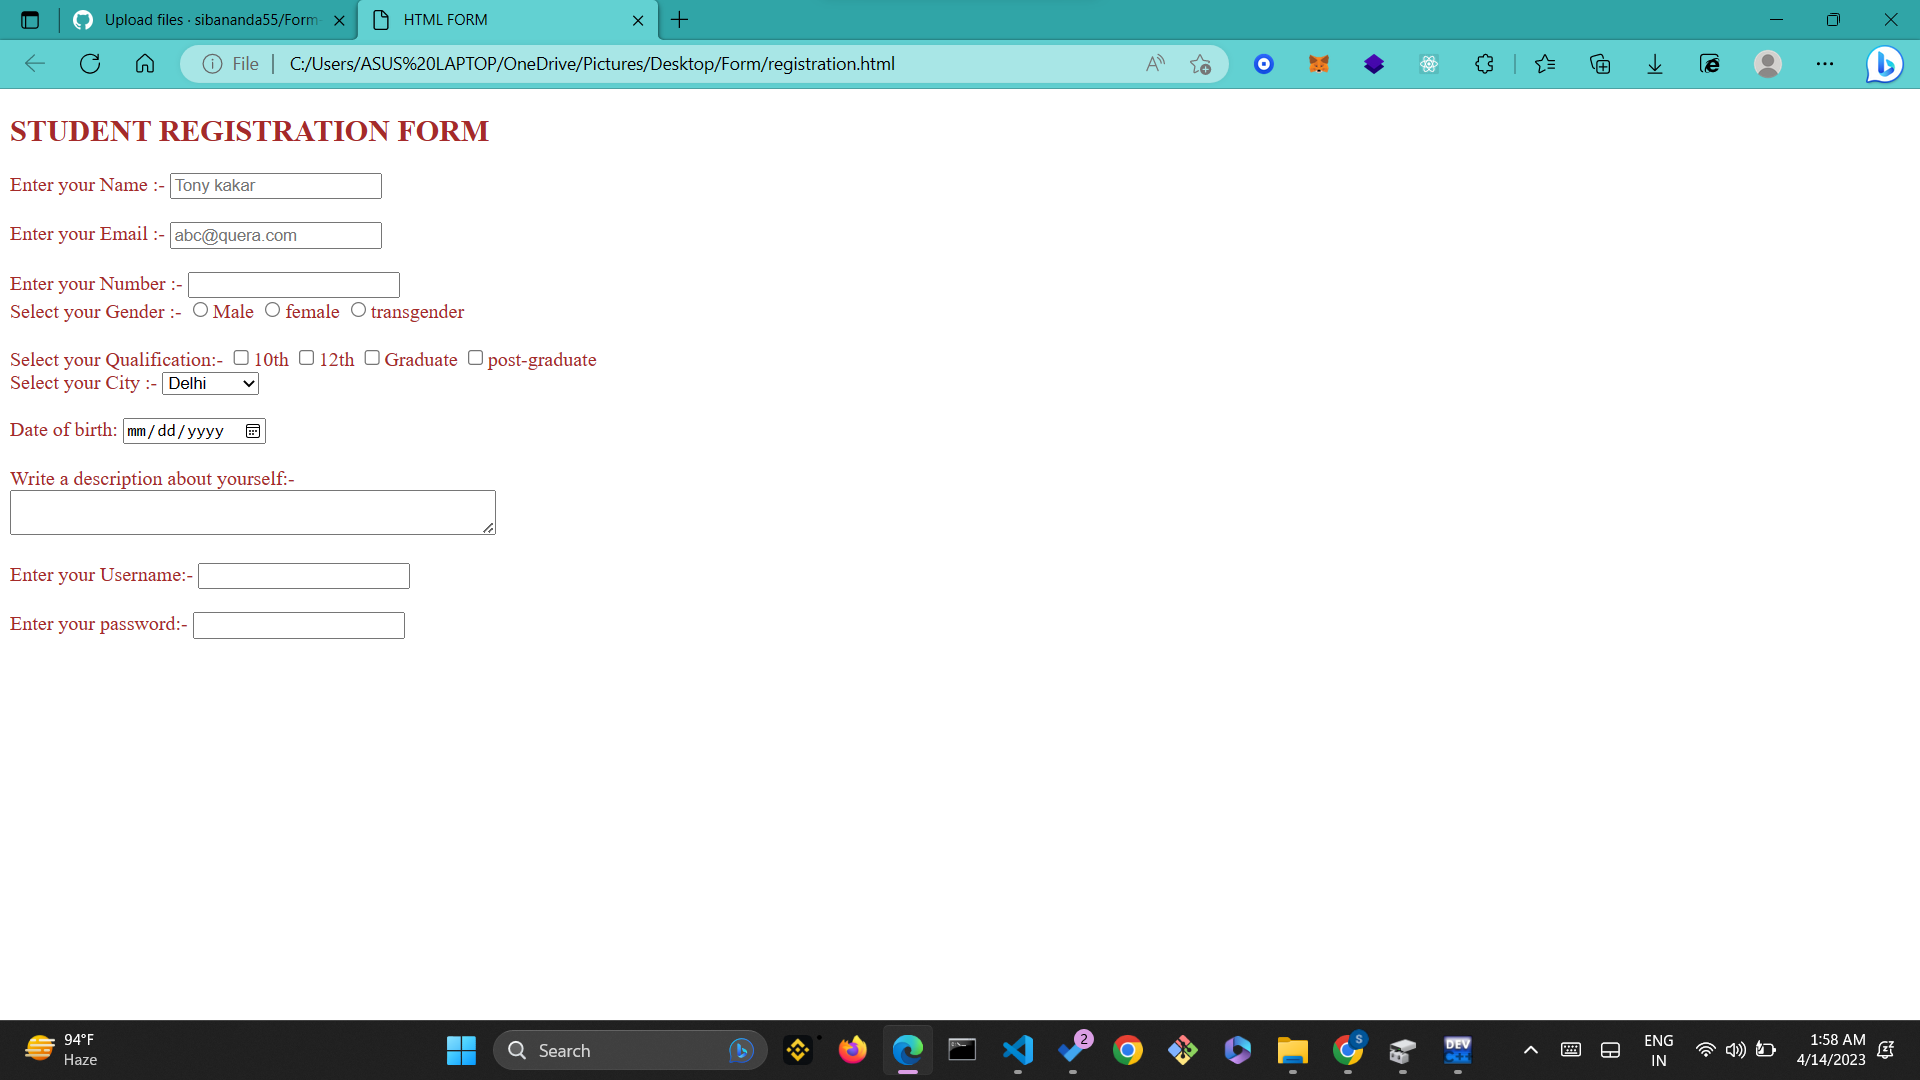 Upload files · sibananda55/Form-
HTML FORM
File
C:/Users/ASUS%20LAPTOP/OneDrive/Pictures/Desktop/Form/registration.html
STUDENT REGISTRATION FORM
Enter your Name :- Tony kakar
Enter your Email :- abc@quera.com
Enter your Number :-
Select your Gender :- Male female transgender
Select your Qualification:- 10th 12th Graduate post-graduate
Select your City :- Delhi
Date of birth: mm/dd/yyyy
Write a description about yourself:-
Enter your Username:-
Enter your password:-
94°F
Haze
Search
2
S
DEV
C++
ENG
IN
1:58 AM
4/14/2023